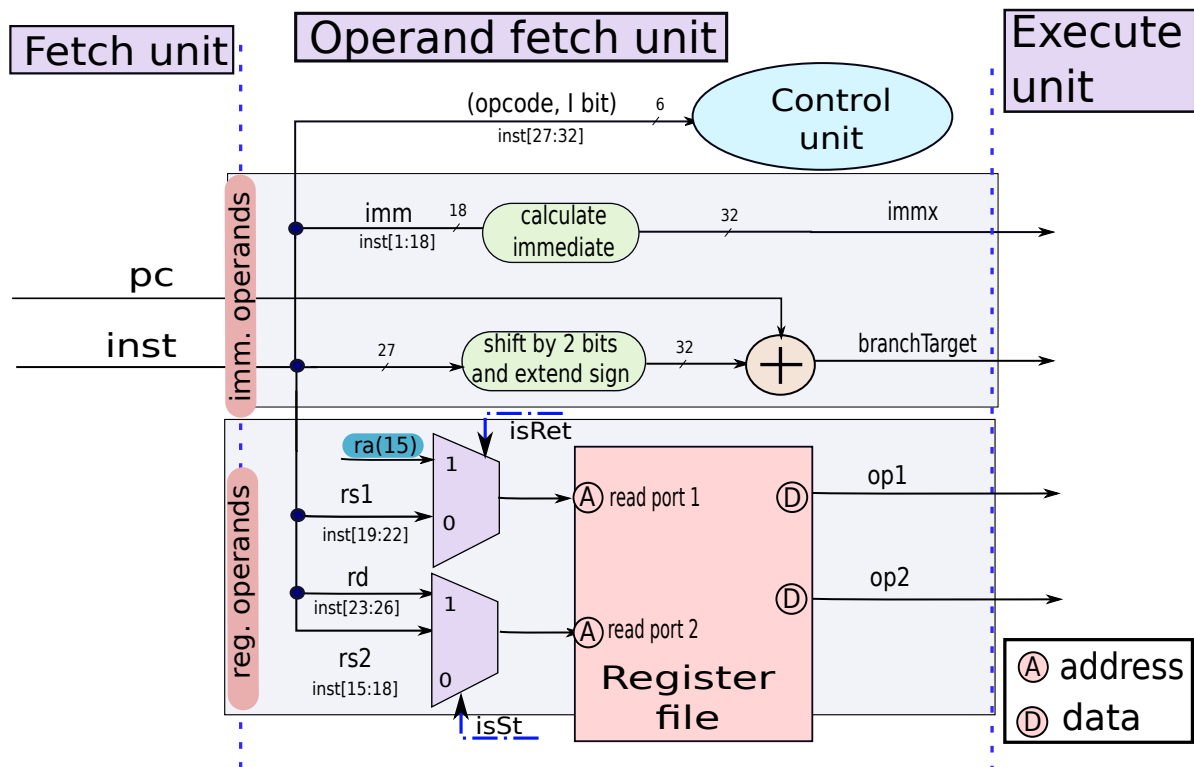 Fetch unit
Operand fetch unit
Execute
unit
(opcode, I bit)
6
inst[27:32]
Control
unit
imm. operands
imm
18
inst[1:18]
calculate
immediate
32
immx
pc
inst
27
shift by 2 bits
and extend sign
32
+
branchTarget
reg. operands
isRet
ra(15)
1
rs1
0
inst[19:22]
A
read port 1
D
op1
rd
1
inst[23:26]
D
op2
rs2
0
inst[15:18]
A
read port 2
isSt
Register
file
A address
D data